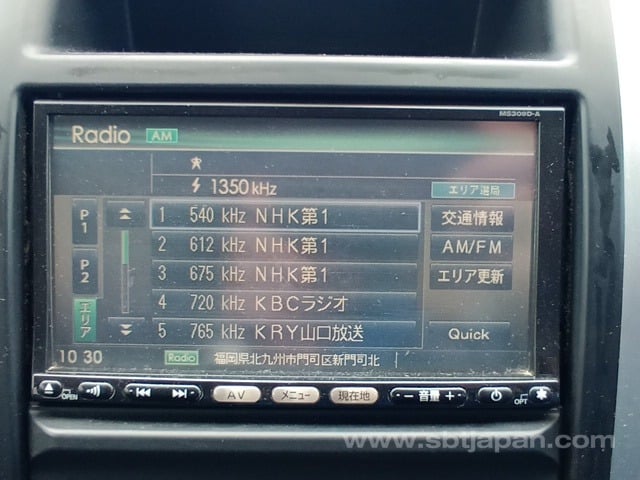 MS309D-A
Radio AM
1350 kHz エリア選局
P1 1 540 kHz NHK第1 交通情報
2 612 kHz NHK第1 AM/FM
P2 3 675 kHz NHK第1 エリア更新
エリア 4 720 kHz KBCラジオ
5 765 kHz KRY山口放送 Quick
10 30 Radio 福岡県北九州市門司区新門司北
OPEN AV メニュー 現在地 − 音量 + OPT
www.sbtjapan.com